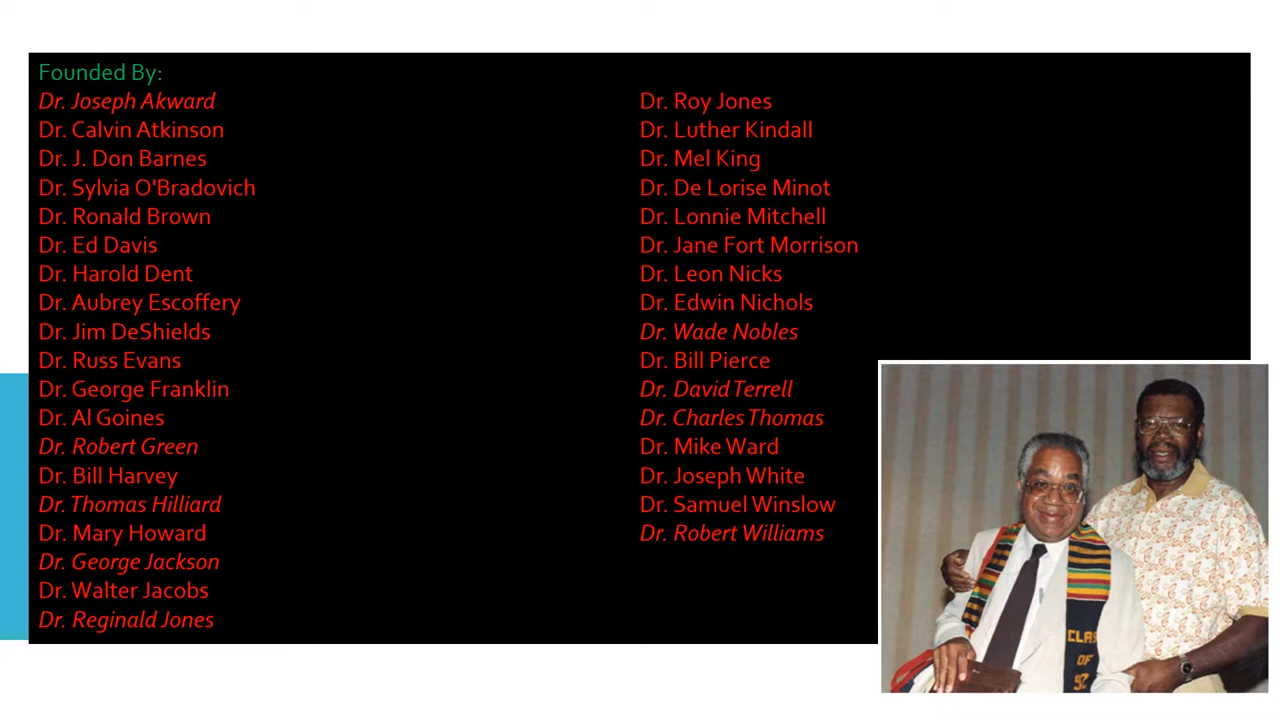 Founded By:
Dr. Joseph Akward
Dr. Calvin Atkinson
Dr. J. Don Barnes
Dr. Sylvia O'Bradovich
Dr. Ronald Brown
Dr. Ed Davis
Dr. Harold Dent
Dr. Aubrey Escoffery
Dr. Jim DeShields
Dr. Russ Evans
Dr. George Franklin
Dr. Al Goines
Dr. Robert Green
Dr. Bill Harvey
Dr. Thomas Hilliard
Dr. Mary Howard
Dr. George Jackson
Dr. Walter Jacobs
Dr. Reginald Jones
Dr. Roy Jones
Dr. Luther Kindall
Dr. Mel King
Dr. De Lorise Minot
Dr. Lonnie Mitchell
Dr. Jane Fort Morrison
Dr. Leon Nicks
Dr. Edwin Nichols
Dr. Wade Nobles
Dr. Bill Pierce
Dr. David Terrell
Dr. Charles Thomas
Dr. Mike Ward
Dr. Joseph White
Dr. Samuel Winslow
Dr. Robert Williams
CLAS
OF
92